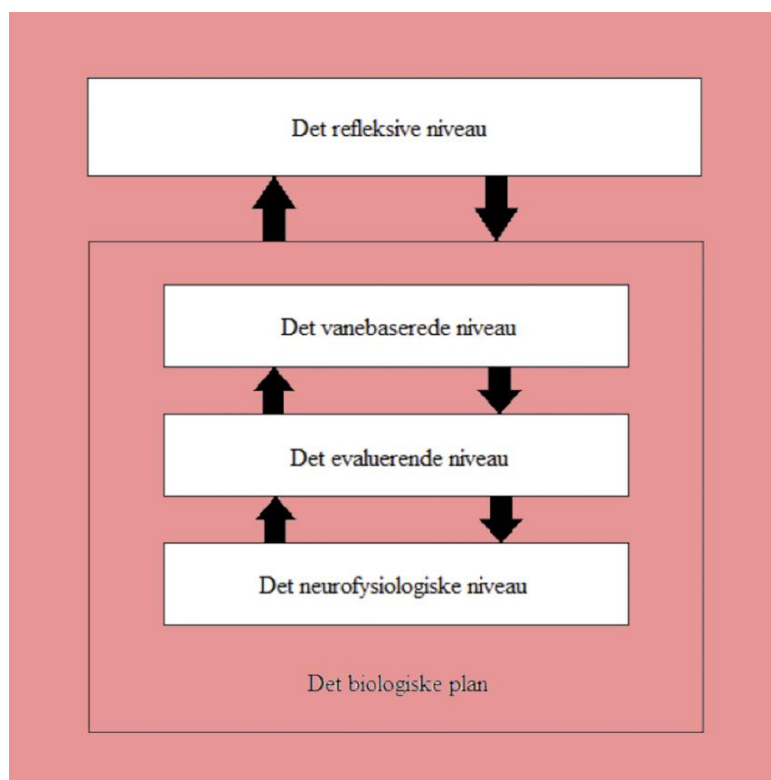 Det refleksive niveau
Det vanebaserede niveau
Det evaluerende niveau
Det neurofysiologiske niveau
Det biologiske plan